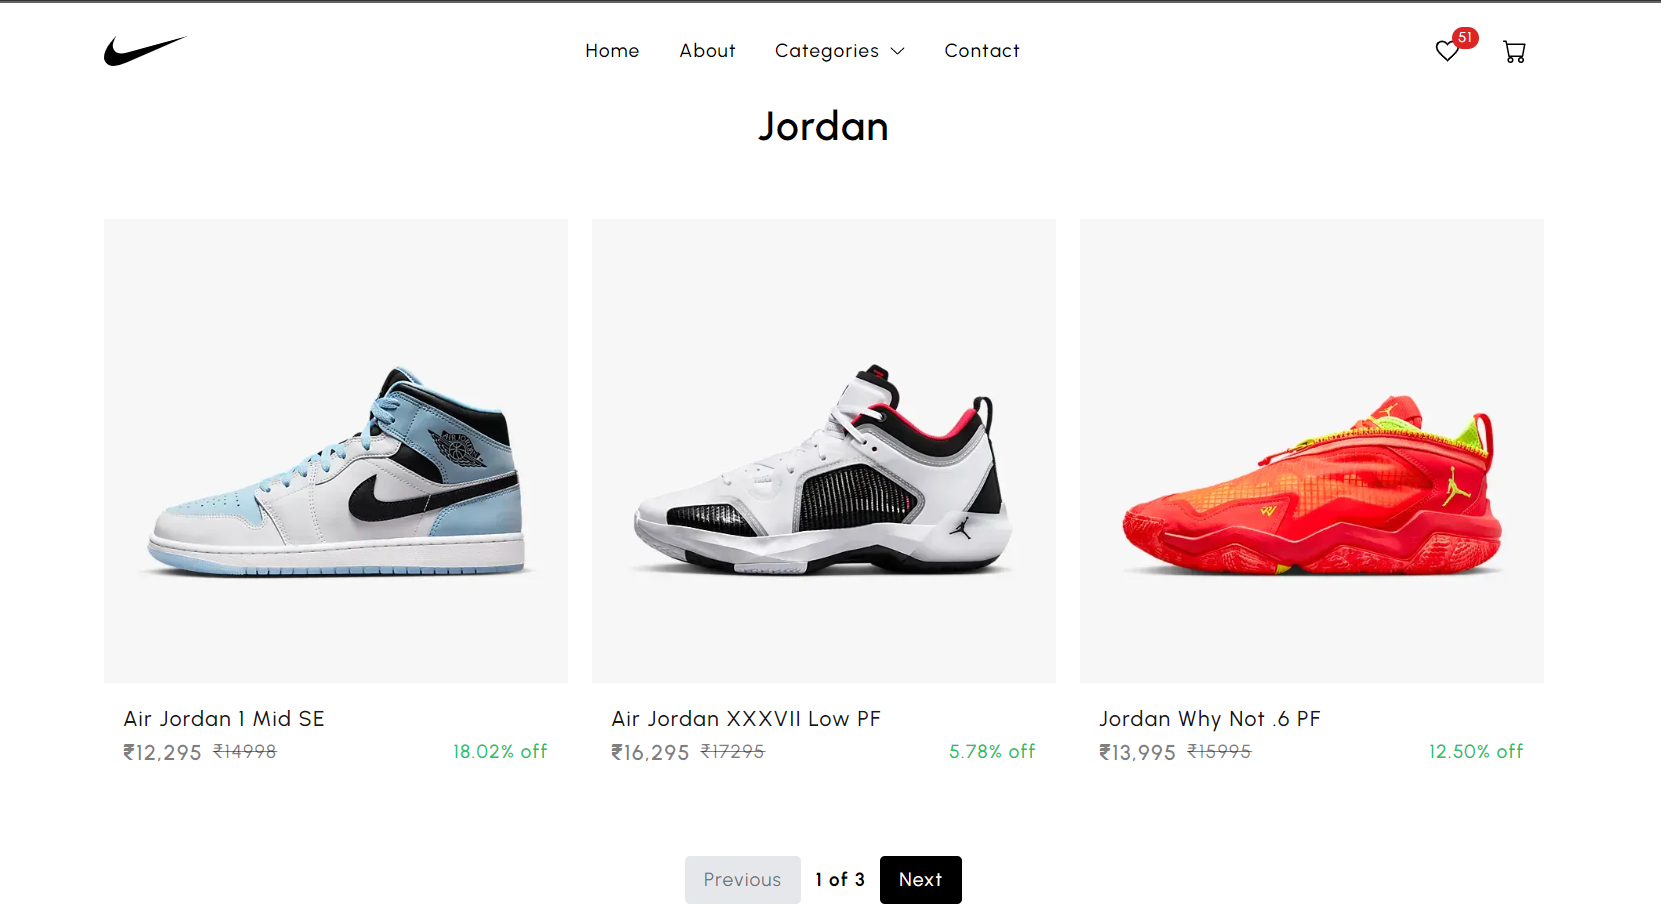 Home About Categories Contact 51
Jordan
Air Jordan 1 Mid SE
₹12,295 ₹14998 18.02% off
Air Jordan XXXVII Low PF
₹16,295 ₹17295 5.78% off
Jordan Why Not .6 PF
₹13,995 ₹15995 12.50% off
Previous 1 of 3 Next